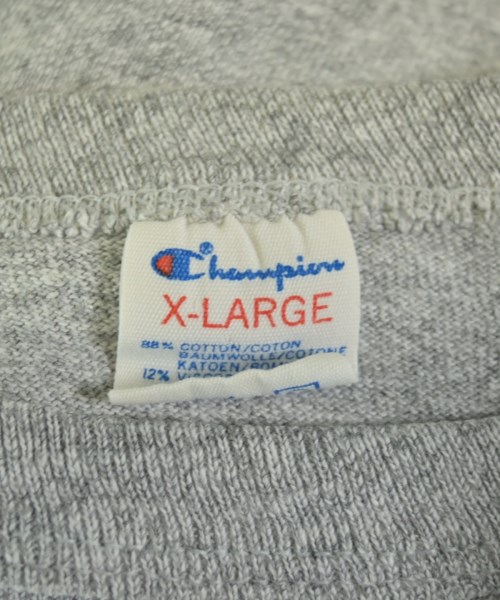 Champion®
X-LARGE
88% COTTON/COTON
BAUMWOLLE/COTONE
KATOEN/
12%